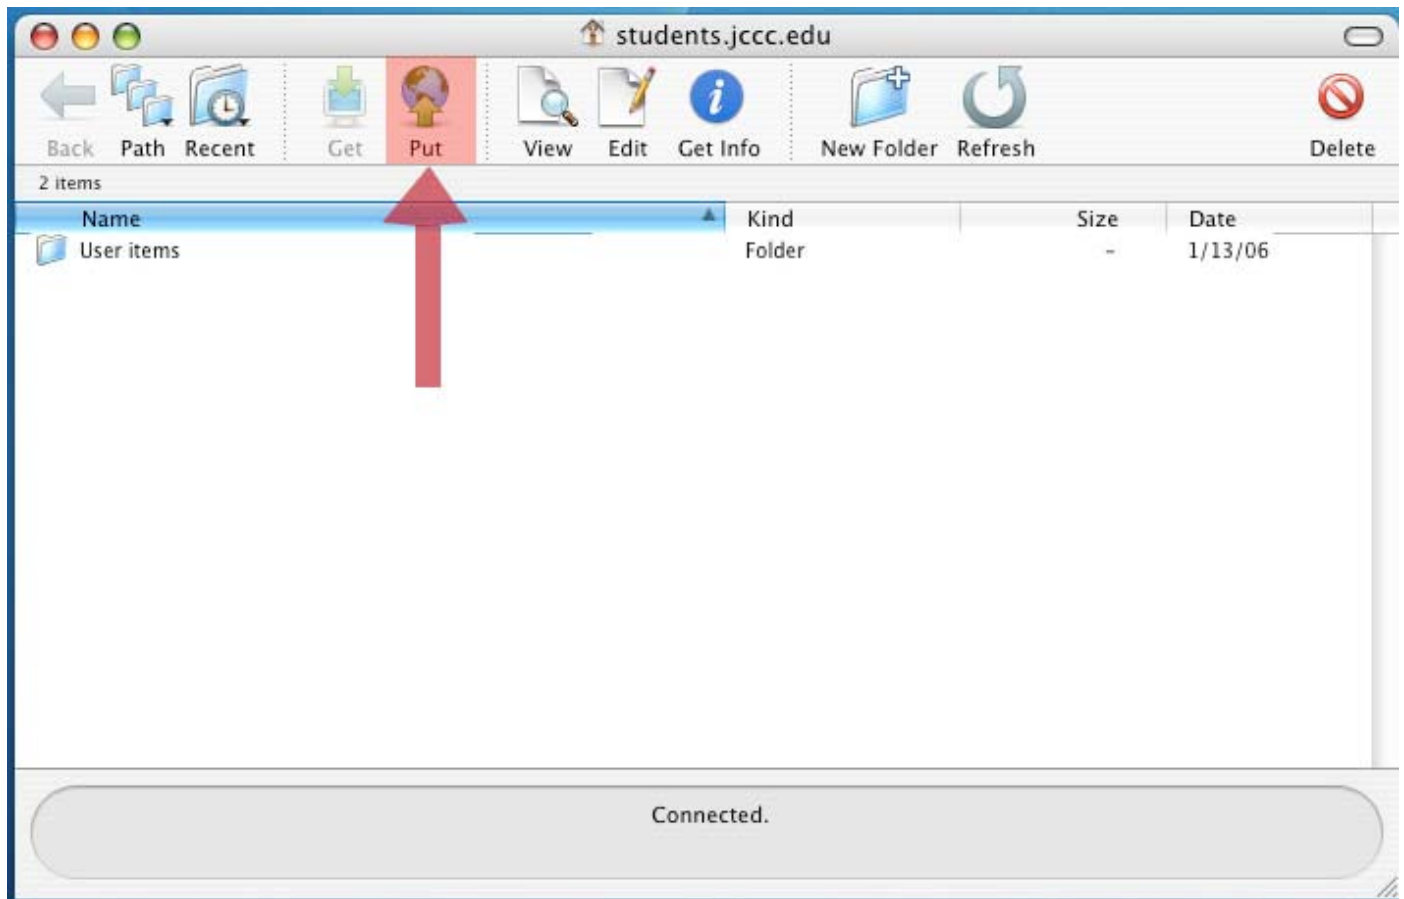 students.jccc.edu
Back Path Recent Get Put View Edit Get Info New Folder Refresh Delete
2 items
Name Kind Size Date
User items Folder - 1/13/06
Connected.